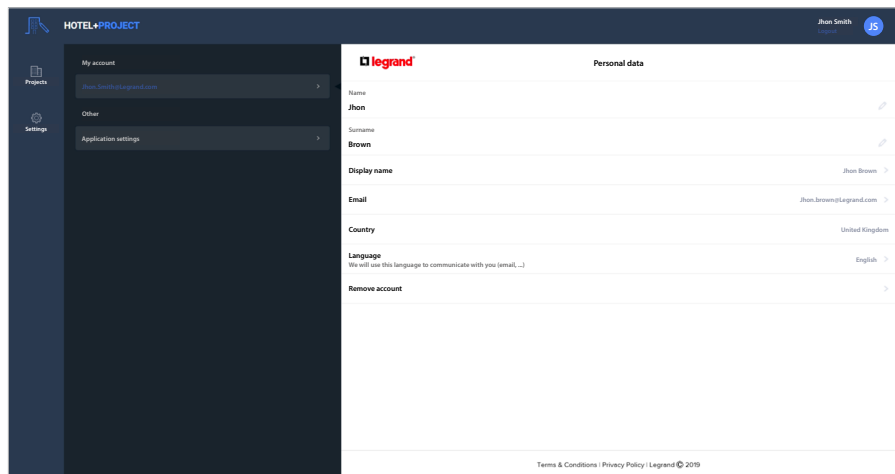 HOTEL+PROJECT
Jhon Smith
Logout
JS
Projects
Settings
My account
Jhon.Smith@Legrand.com
Other
Application settings
legrand
Personal data
Name
Jhon
Surname
Brown
Display name
Jhon Brown
Email
Jhon.brown@Legrand.com
Country
United Kingdom
Language
We will use this language to communicate with you (email, ...)
English
Remove account
Terms & Conditions | Privacy Policy | Legrand © 2019